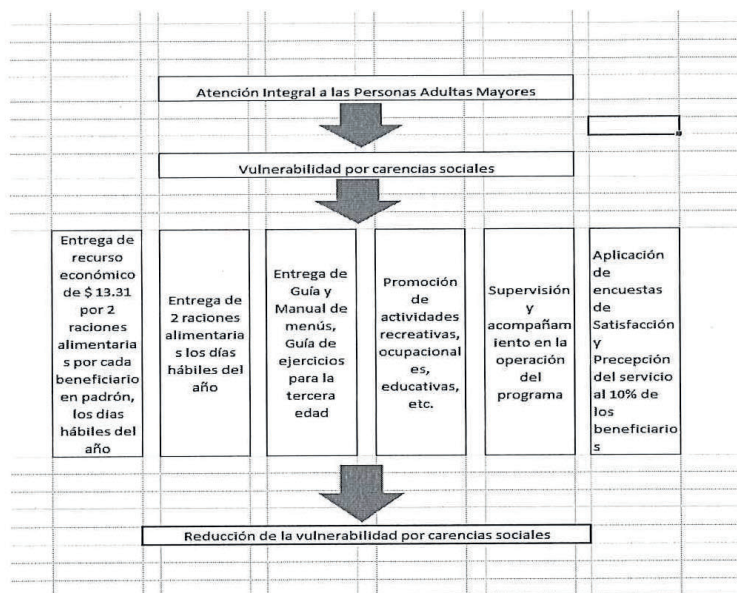 Atención Integral a las Personas Adultas Mayores
Vulnerabilidad por carencias sociales
Entrega de
recurso
económico
de $ 13.31
por 2
raciones
alimentaria
s por cada
beneficiario
en padrón,
los dias
hábiles del
año
Entrega de
2 raciones
alimentaria
s los días
hábiles del
año
Entrega de
Guía y
Manual de
menús,
Guía de
ejercicios
para la
tercera
edad
Promoción
de
actividades
recreativas,
ocupacional
es,
educativas,
etc.
Supervisión
y
acompañam
iento en la
operación
del
programa
Aplicación
de
encuestas
de
Satisfacción
y
Precepción
del servicio
al 10% de
los
beneficiario
s
Reducción de la vulnerabilidad por carencias sociales